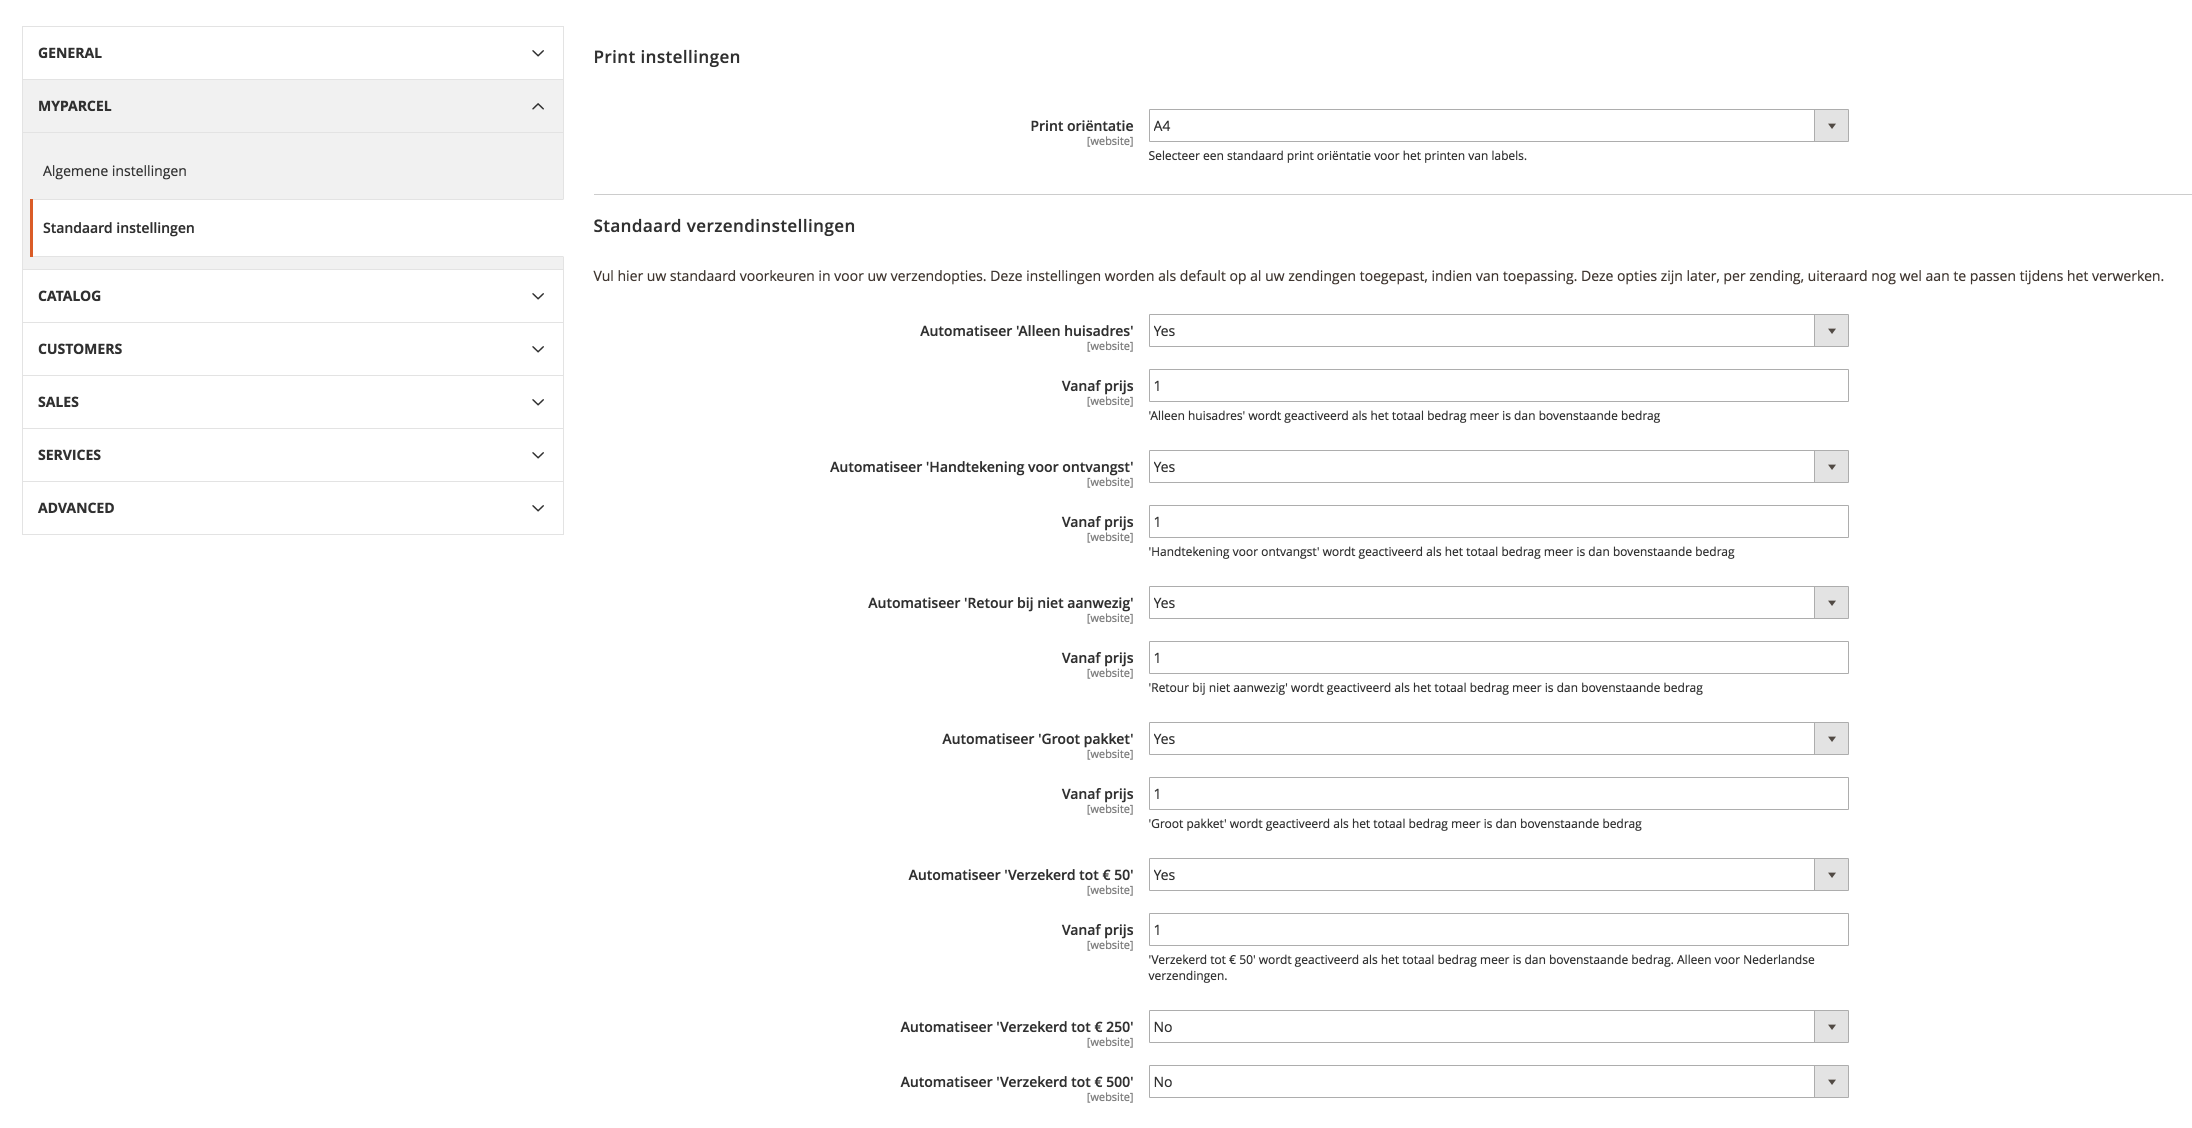 GENERAL
MYPARCEL
Algemene instellingen
Standaard instellingen
CATALOG
CUSTOMERS
SALES
SERVICES
ADVANCED
Print instellingen
Print oriëntatie
[website]
A4
Selecteer een standaard print oriëntatie voor het printen van labels.
Standaard verzendinstellingen
Vul hier uw standaard voorkeuren in voor uw verzendopties. Deze instellingen worden als default op al uw zendingen toegepast, indien van toepassing. Deze opties zijn later, per zending, uiteraard nog wel aan te passen tijdens het verwerken.
Automatiseer 'Alleen huisadres'
[website]
Yes
Vanaf prijs
[website]
1
'Alleen huisadres' wordt geactiveerd als het totaal bedrag meer is dan bovenstaande bedrag
Automatiseer 'Handtekening voor ontvangst'
[website]
Yes
Vanaf prijs
[website]
1
'Handtekening voor ontvangst' wordt geactiveerd als het totaal bedrag meer is dan bovenstaande bedrag
Automatiseer 'Retour bij niet aanwezig'
[website]
Yes
Vanaf prijs
[website]
1
'Retour bij niet aanwezig' wordt geactiveerd als het totaal bedrag meer is dan bovenstaande bedrag
Automatiseer 'Groot pakket'
[website]
Yes
Vanaf prijs
[website]
1
'Groot pakket' wordt geactiveerd als het totaal bedrag meer is dan bovenstaande bedrag
Automatiseer 'Verzekerd tot € 50'
[website]
Yes
Vanaf prijs
[website]
1
'Verzekerd tot € 50' wordt geactiveerd als het totaal bedrag meer is dan bovenstaande bedrag. Alleen voor Nederlandse
verzendingen.
Automatiseer 'Verzekerd tot € 250'
[website]
No
Automatiseer 'Verzekerd tot € 500'
[website]
No